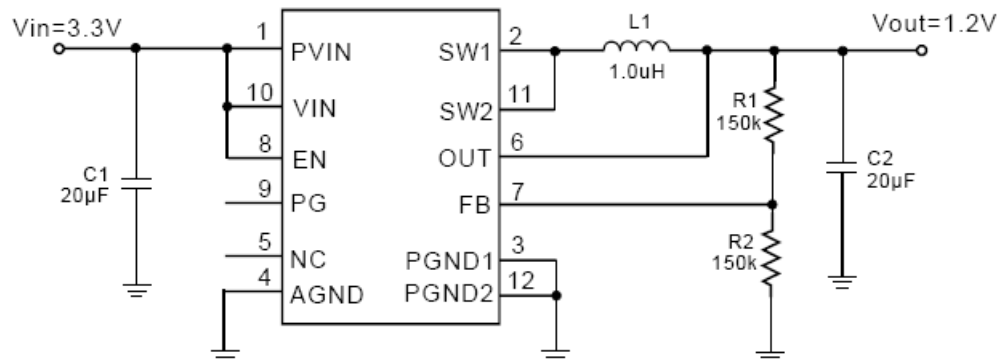 Vin=3.3V
1
PVIN
SW1
2
L1
1.0uH
Vout=1.2V
10
VIN
SW2
11
R1
150k
8
EN
OUT
6
C1
20µF
9
PG
FB
7
C2
20µF
5
NC
PGND1
3
R2
150k
4
AGND
PGND2
12